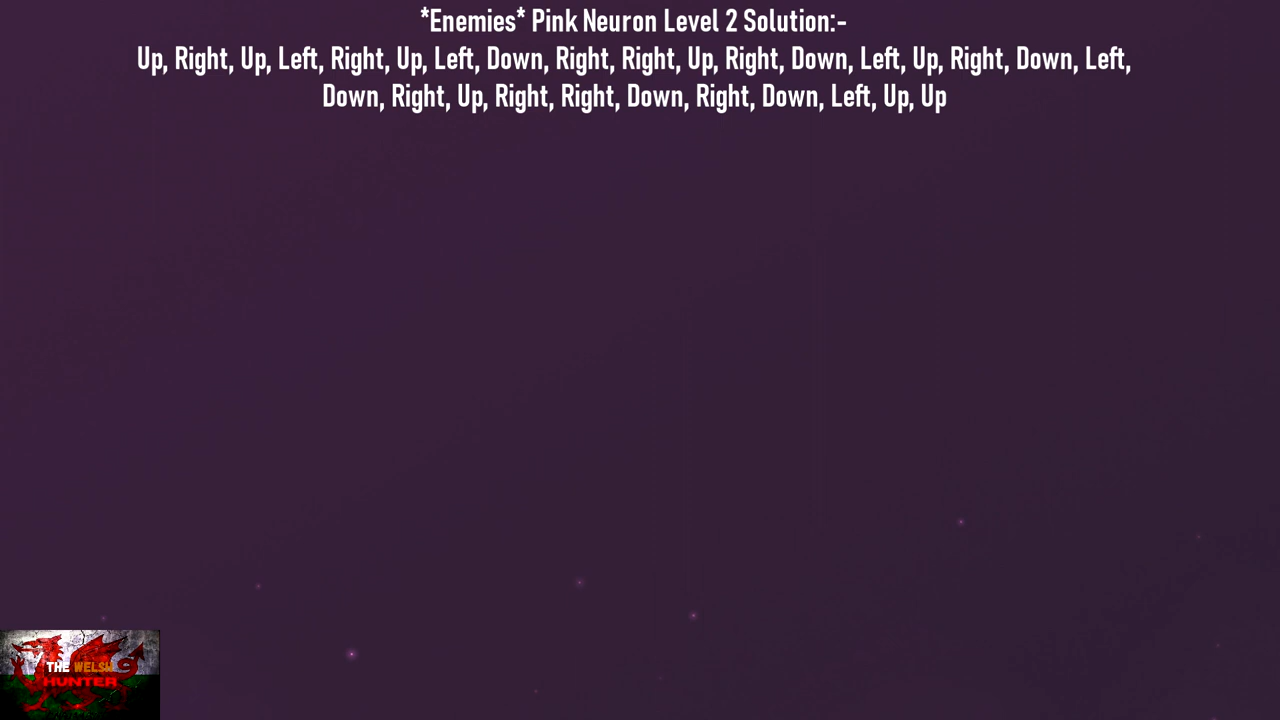 *Enemies* Pink Neuron Level 2 Solution:-
Up, Right, Up, Left, Right, Up, Left, Down, Right, Right, Up, Right, Down, Left, Up, Right, Down, Left,
Down, Right, Up, Right, Right, Down, Right, Down, Left, Up, Up
THE WELSH 9
HUNTER